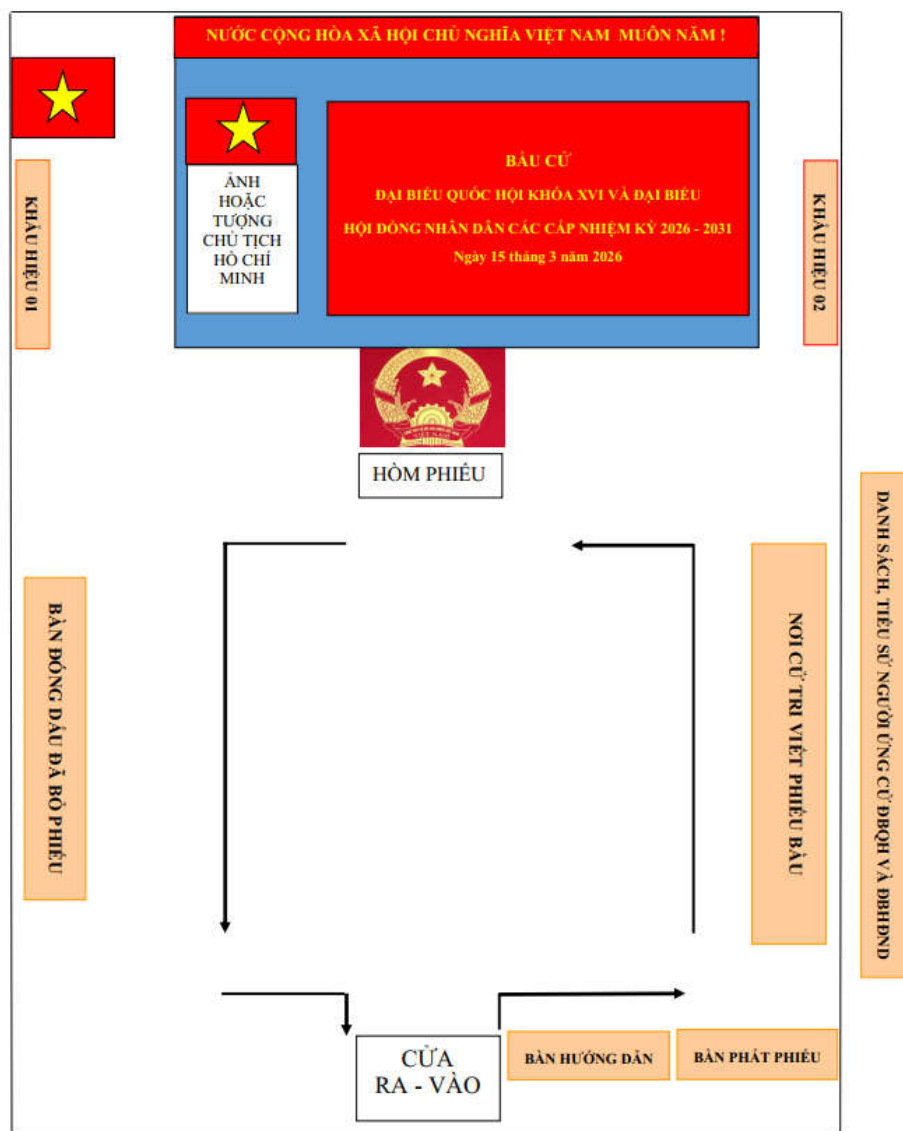 NƯỚC CỘNG HÒA XÃ HỘI CHỦ NGHĨA VIỆT NAM MUÔN NĂM !
ẢNH
HOẶC
TƯỢNG
CHỦ TỊCH
HỒ CHÍ
MINH
BẦU CỬ
ĐẠI BIỂU QUỐC HỘI KHÓA XVI VÀ ĐẠI BIỂU
HỘI ĐỒNG NHÂN DÂN CÁC CẤP NHIỆM KỲ 2026 - 2031
Ngày 15 tháng 3 năm 2026
KHẨU HIỆU 01
KHẨU HIỆU 02
VIỆT NAM
HÒM PHIẾU
BÀN ĐÓNG DẤU ĐÃ BỎ PHIẾU
NƠI CỬ TRI VIẾT PHIẾU BẦU
DANH SÁCH, TIỂU SỬ NGƯỜI ỨNG CỬ ĐBQH VÀ ĐBHĐND
CỬA
RA - VÀO
BÀN HƯỚNG DẪN
BÀN PHÁT PHIẾU